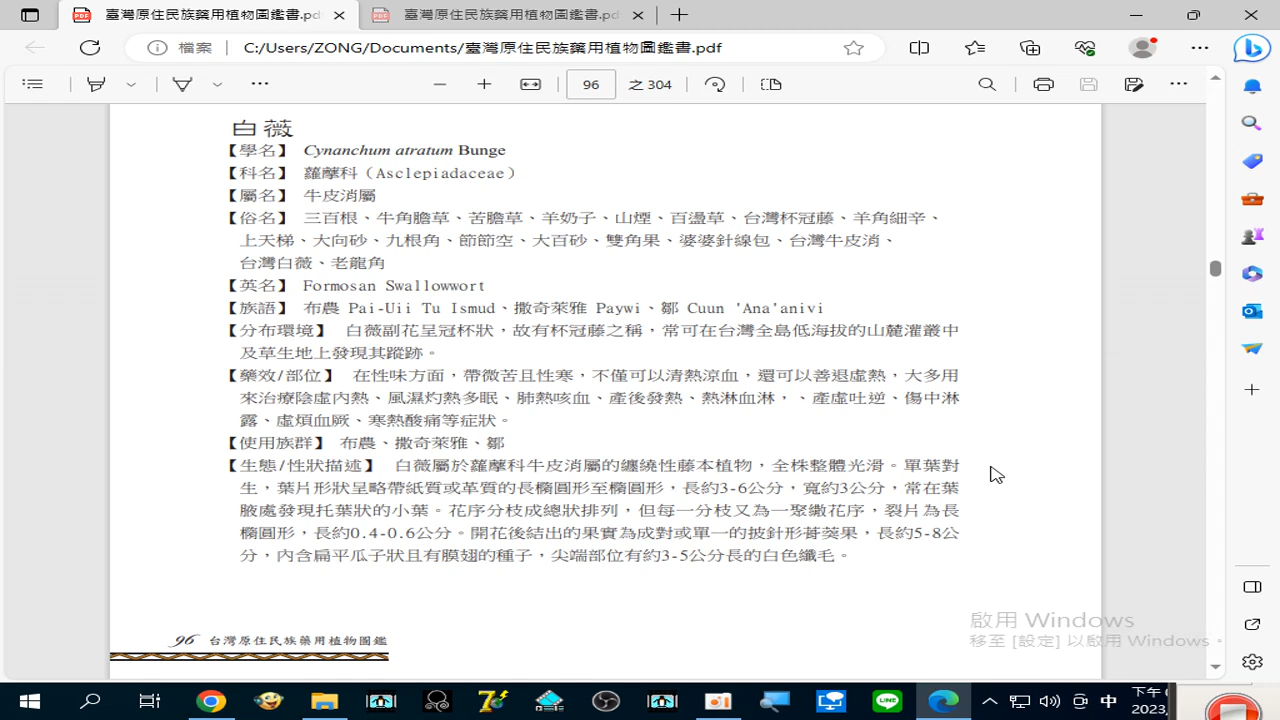 臺灣原住民族藥用植物圖鑑書.pd
臺灣原住民族藥用植物圖鑑書.pd
檔案
C:/Users/ZONG/Documents/臺灣原住民族藥用植物圖鑑書.pdf
96 之 304
白薇
【學名】 Cynanchum atratum Bunge
【科名】 蘿藦科（Asclepiadaceae）
【屬名】 牛皮消屬
【俗名】 三百根、牛角膽草、苦膽草、羊奶子、山煙、百盪草、台灣杯冠藤、羊角細辛、
上天梯、大向砂、九根角、節節空、大百砂、雙角果、婆婆針線包、台灣牛皮消、
台灣白薇、老龍角
【英名】 Formosan Swallowwort
【族語】 布農 Pai-Uii Tu Ismud、撒奇萊雅 Paywi、鄒 Cuun 'Ana'anivi
【分布環境】 白薇副花呈冠杯狀，故有杯冠藤之稱，常可在台灣全島低海拔的山麓灌叢中
及草生地上發現其蹤跡。
【藥效/部位】 在性味方面，帶微苦且性寒，不僅可以清熱涼血，還可以善退虛熱，大多用
來治療陰虛內熱、風濕灼熱多眠、肺熱咳血、產後發熱、熱淋血淋，、產虛吐逆、傷中淋
露、虛煩血厥、寒熱酸痛等症狀。
【使用族群】 布農、撒奇萊雅、鄒
【生態/性狀描述】 白薇屬於蘿藦科牛皮消屬的纏繞性藤本植物，全株整體光滑。單葉對
生，葉片形狀呈略帶紙質或革質的長橢圓形至橢圓形，長約3-6公分，寬約3公分，常在葉
腋處發現托葉狀的小葉。花序分枝成總狀排列，但每一分枝又為一聚繖花序，裂片為長
橢圓形，長約0.4-0.6公分。開花後結出的果實為成對或單一的披針形蓇葖果，長約5-8公
分，內含扁平瓜子狀且有膜翅的種子，尖端部位有約3-5公分長的白色纖毛。
96 台灣原住民族藥用植物圖鑑
啟用 Windows
移至 [設定] 以啟用 Windows。
中
下午
2023,
LINE